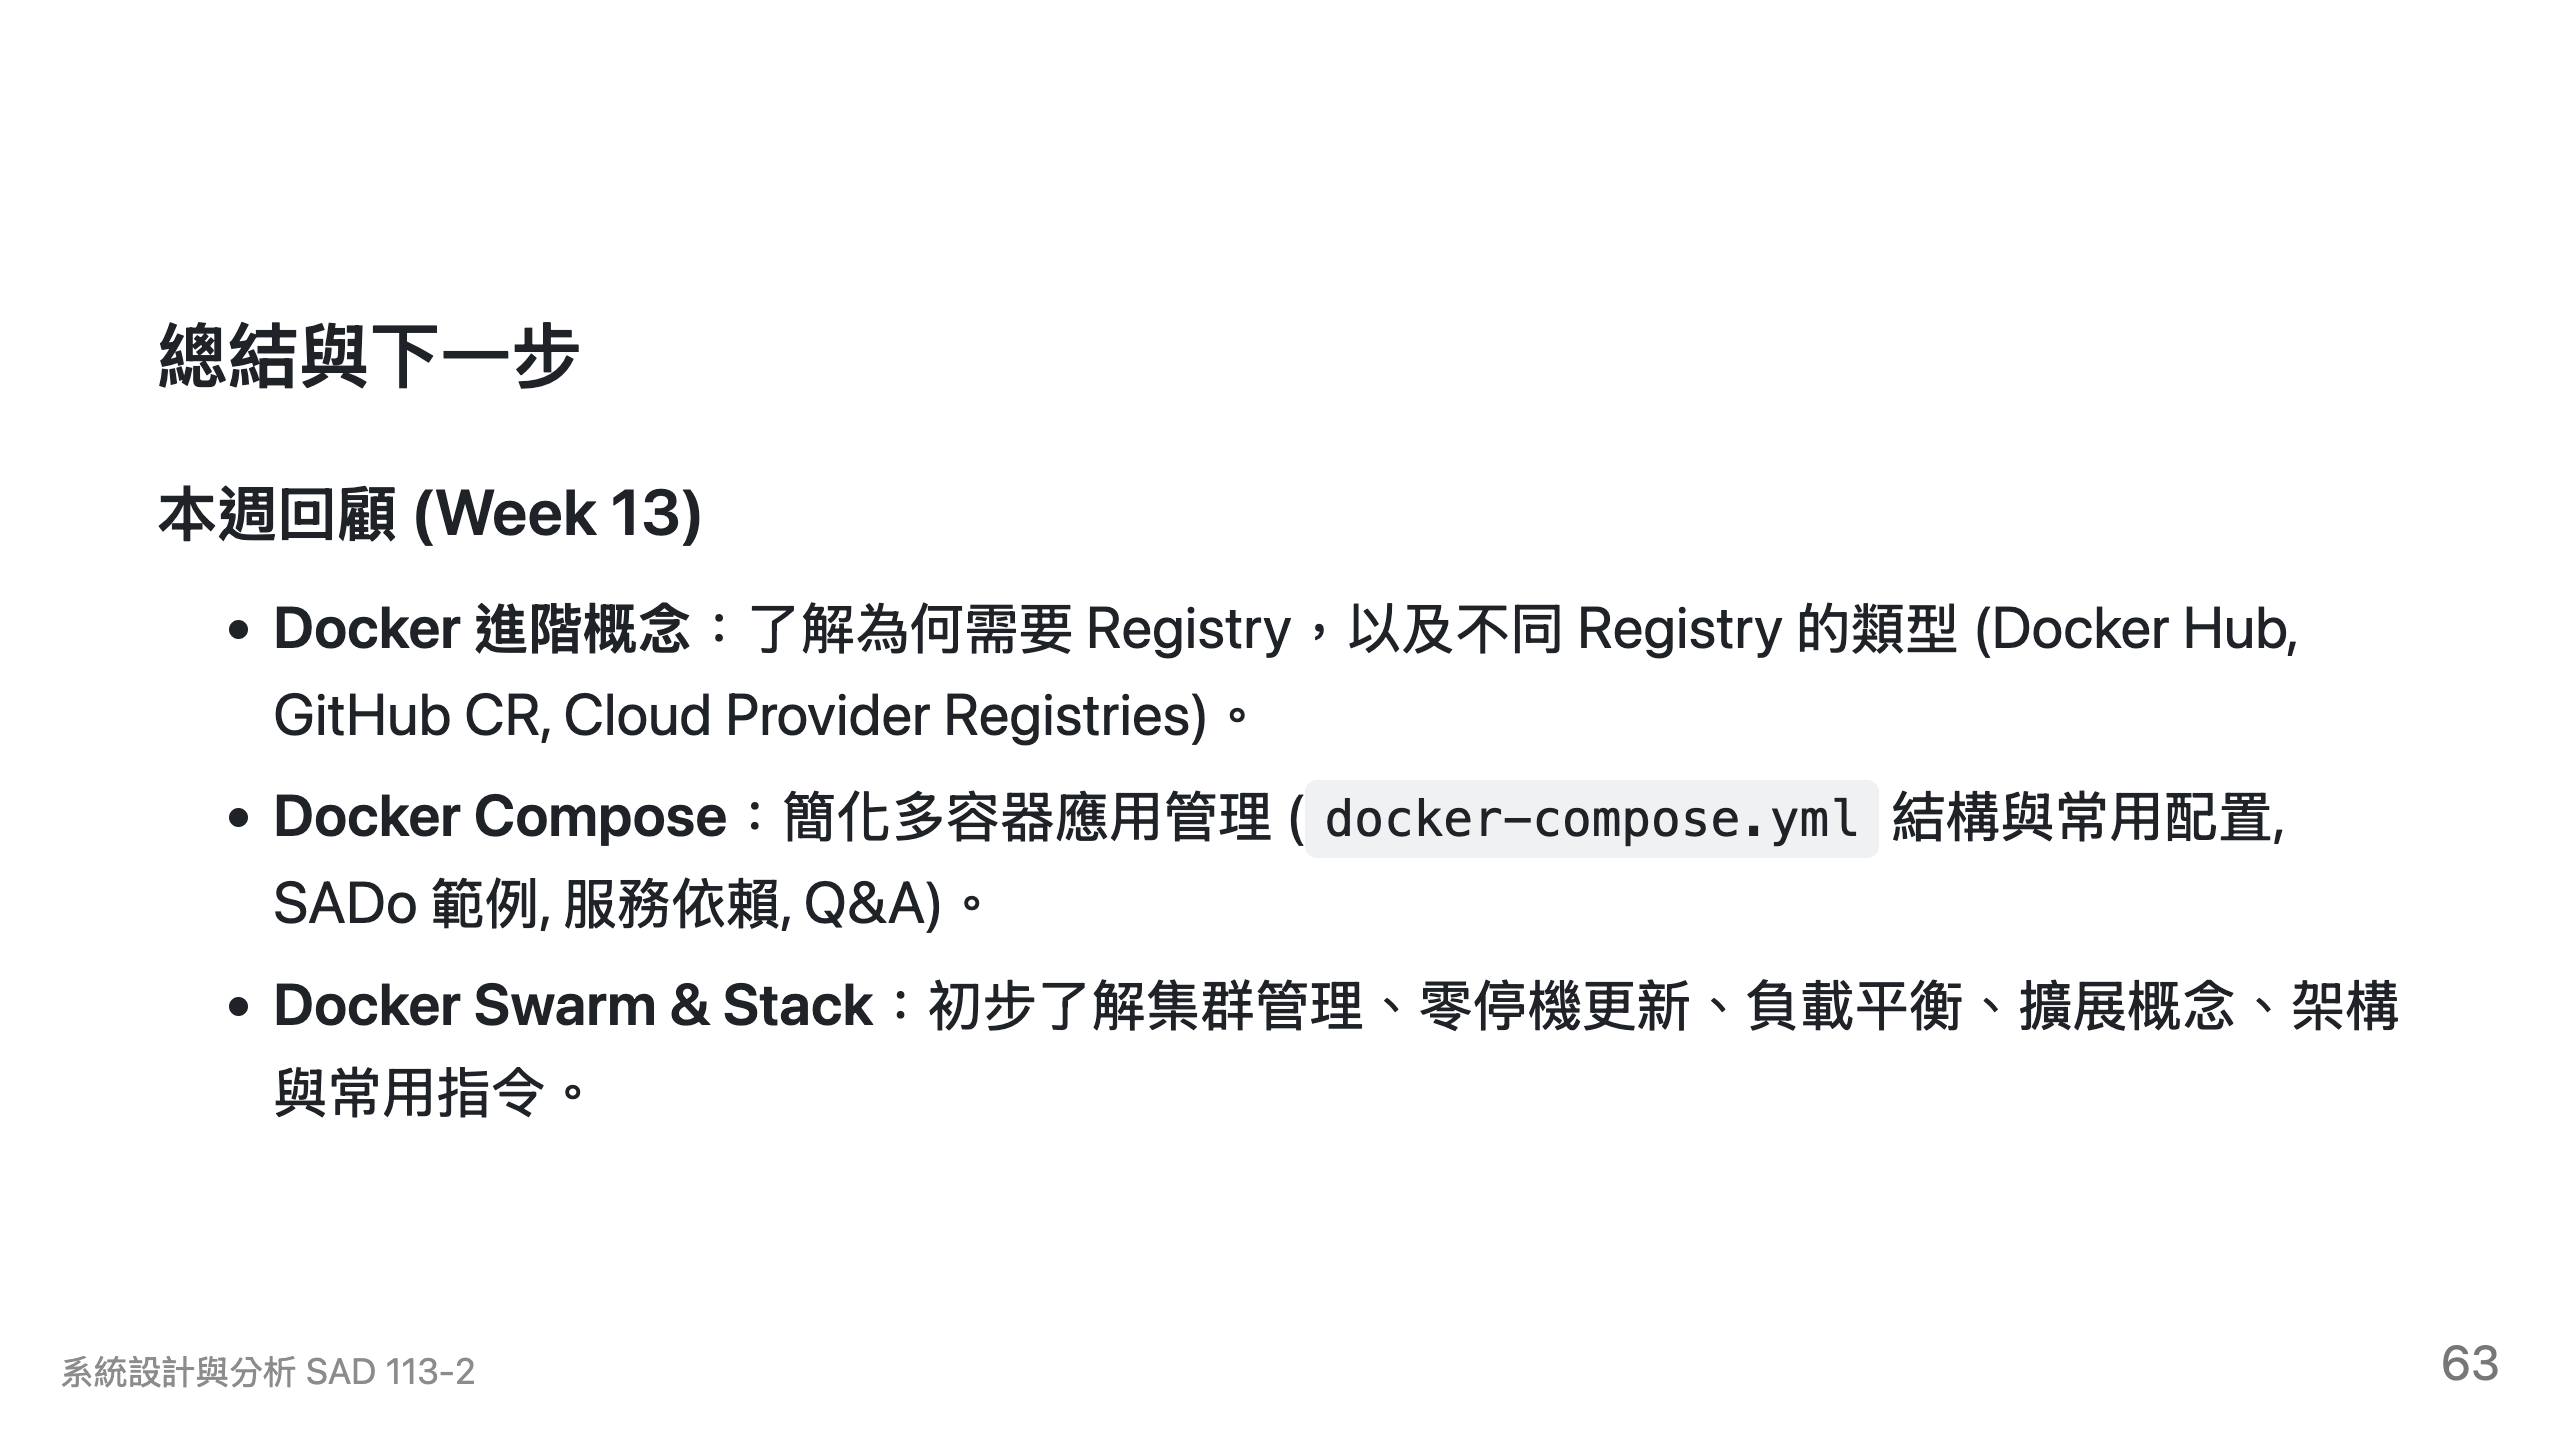 總結與下一步
本週回顧 (Week 13)
• Docker 進階概念：了解為何需要 Registry，以及不同 Registry 的類型 (Docker Hub,
GitHub CR, Cloud Provider Registries)。
• Docker Compose：簡化多容器應用管理 ( docker-compose.yml 結構與常用配置,
SADo 範例, 服務依賴, Q&A)。
• Docker Swarm & Stack：初步了解集群管理、零停機更新、負載平衡、擴展概念、架構
與常用指令。
系統設計與分析 SAD 113-2
63